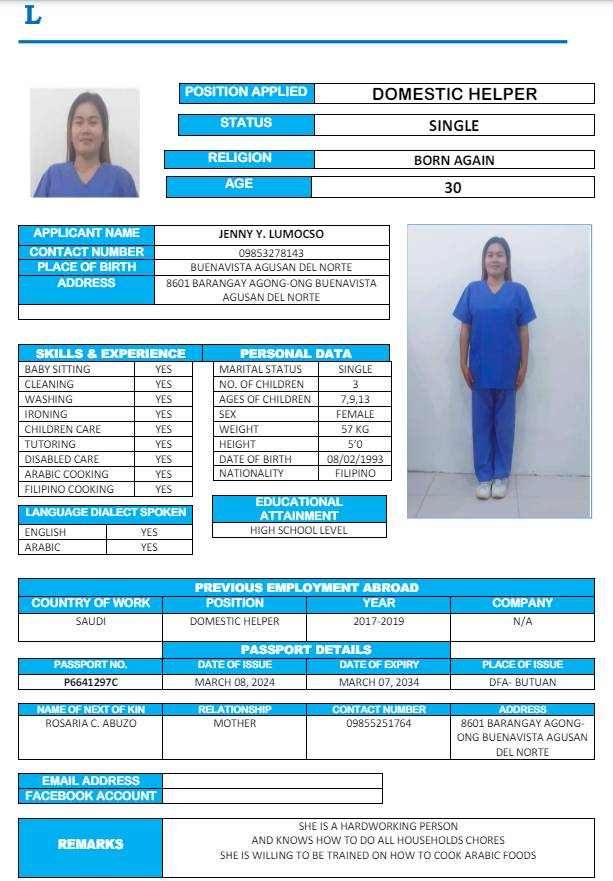 L
POSITION APPLIED DOMESTIC HELPER
STATUS SINGLE
RELIGION BORN AGAIN
AGE 30
APPLICANT NAME JENNY Y. LUMOCSO
CONTACT NUMBER 09853278143
PLACE OF BIRTH BUENAVISTA AGUSAN DEL NORTE
ADDRESS 8601 BARANGAY AGONG-ONG BUENAVISTA
AGUSAN DEL NORTE
SKILLS & EXPERIENCE PERSONAL DATA
BABY SITTING YES MARITAL STATUS SINGLE
CLEANING YES NO. OF CHILDREN 3
WASHING YES AGES OF CHILDREN 7,9,13
IRONING YES SEX FEMALE
CHILDREN CARE YES WEIGHT 57 KG
TUTORING YES HEIGHT 5'0
DISABLED CARE YES DATE OF BIRTH 08/02/1993
ARABIC COOKING YES NATIONALITY FILIPINO
FILIPINO COOKING YES
EDUCATIONAL
ATTAINMENT
LANGUAGE DIALECT SPOKEN
HIGH SCHOOL LEVEL
ENGLISH YES
ARABIC YES
PREVIOUS EMPLOYMENT ABROAD
COUNTRY OF WORK POSITION YEAR COMPANY
SAUDI DOMESTIC HELPER 2017-2019 N/A
PASSPORT DETAILS
PASSPORT NO. DATE OF ISSUE DATE OF EXPIRY PLACE OF ISSUE
P6641297C MARCH 08, 2024 MARCH 07, 2034 DFA- BUTUAN
NAME OF NEXT OF KIN RELATIONSHIP CONTACT NUMBER ADDRESS
ROSARIA C. ABUZO MOTHER 09855251764 8601 BARANGAY AGONG-
ONG BUENAVISTA AGUSAN
DEL NORTE
EMAIL ADDRESS
FACEBOOK ACCOUNT
REMARKS
SHE IS A HARDWORKING PERSON
AND KNOWS HOW TO DO ALL HOUSEHOLDS CHORES
SHE IS WILLING TO BE TRAINED ON HOW TO COOK ARABIC FOODS